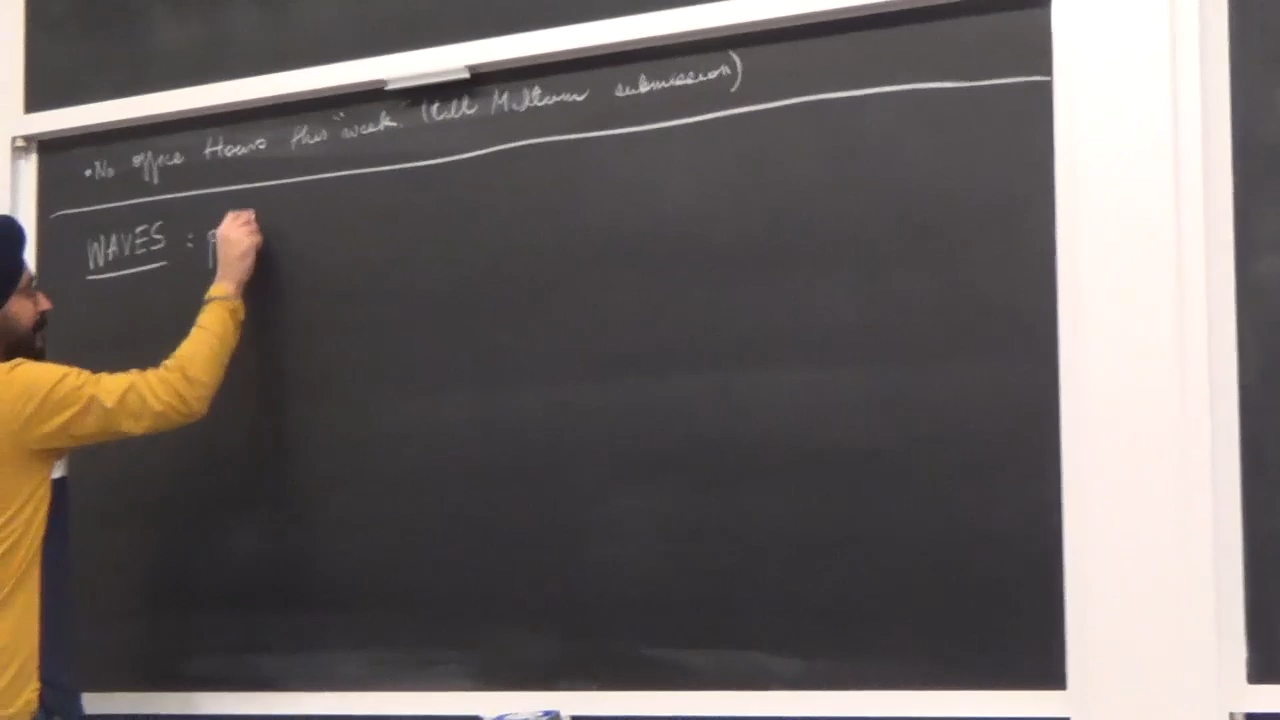 • No office Hours this week. (till Midterm submission)
WAVES : p